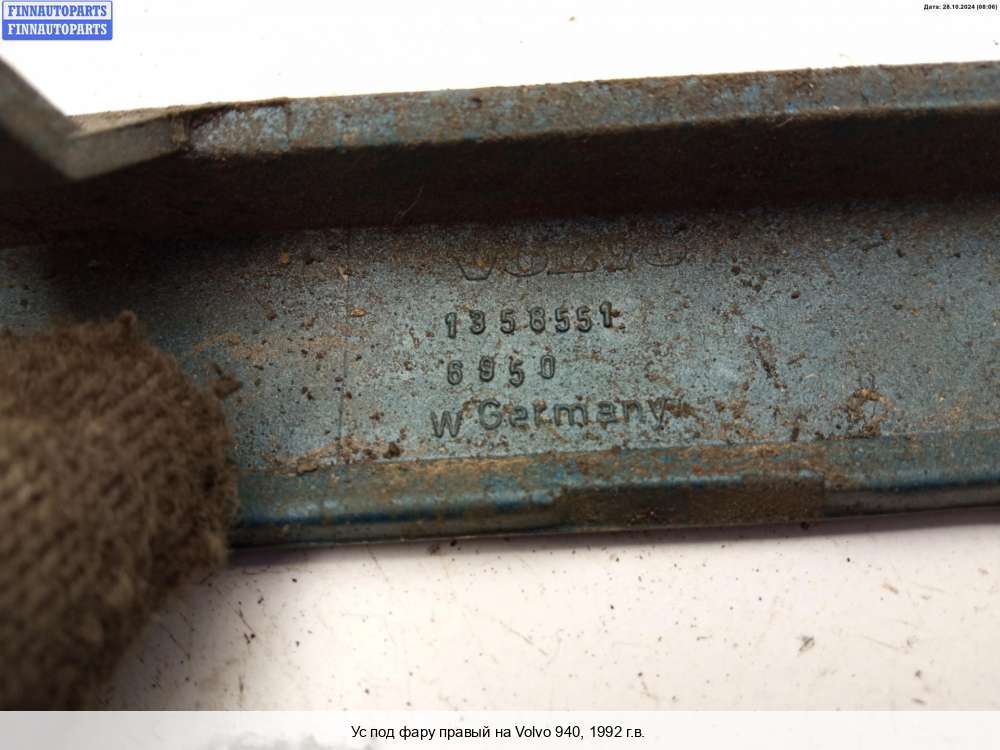 FINNAUTOPARTS
FINNAUTOPARTS
Дата: 28.10.2024 (08:06)
VOLVO
1358551
6950
W Germany
Ус под фару правый на Volvo 940, 1992 г.в.